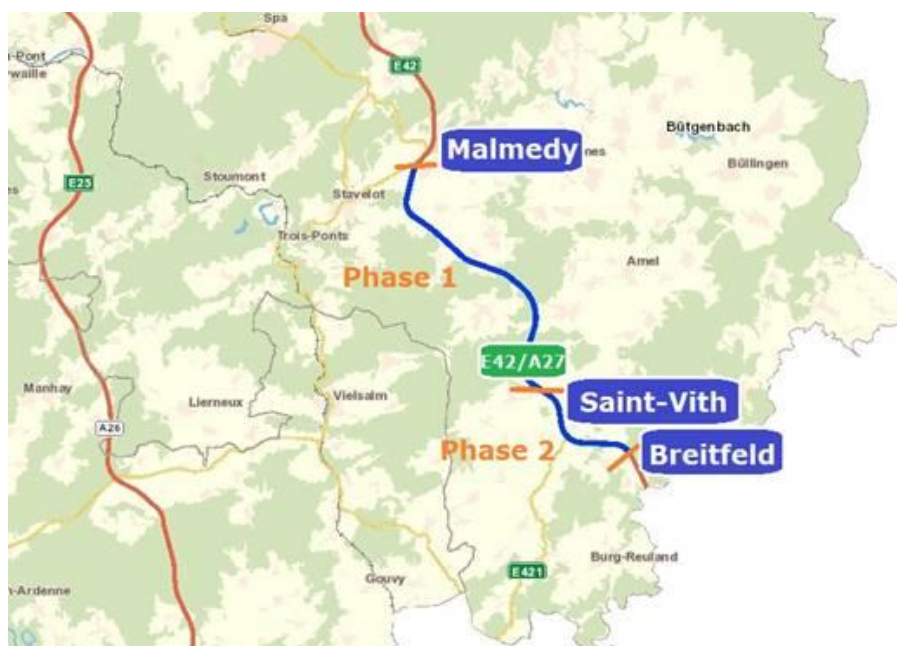 Spa
n-Pont
waille
E42
Malmedy
nes
Bütgenbach
Büllingen
E25
Stoumont
Stavelot
Trois-Ponts
Phase 1
Amel
E42/A27
Manhay
Lierneux
Vielsalm
Saint-Vith
A26
Phase 2
Breitfeld
Burg-Reuland
E421
Gouvy
n-Ardenne